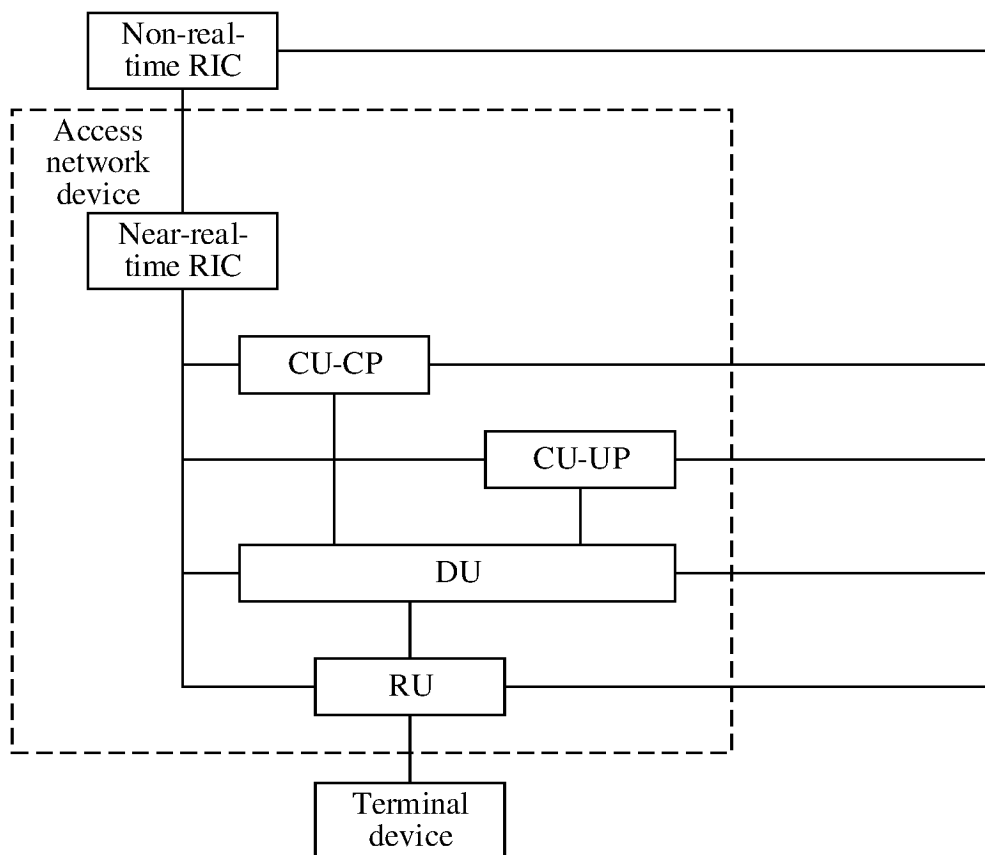 Non-real-
time RIC
Access
network
device
Near-real-
time RIC
CU-CP
CU-UP
DU
RU
Terminal
device